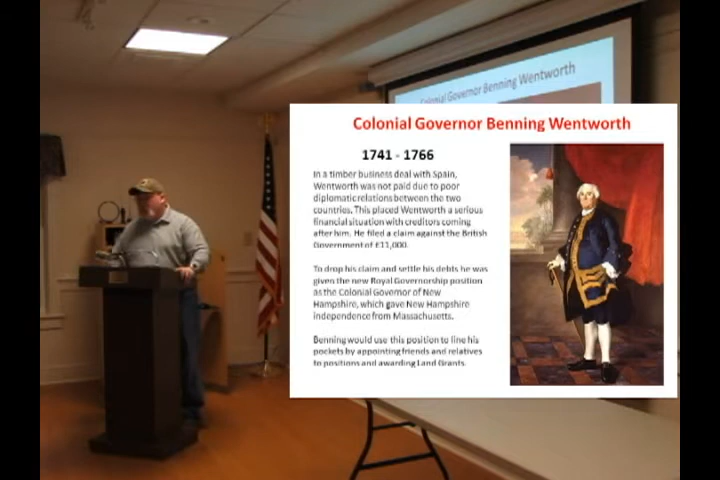 Colonial Governor Benning Wentworth
Colonial Governor Benning Wentworth
1741 - 1766
In a timber business deal with Spain,
Wentworth was not paid due to poor
diplomatic relations between the two
countries. This placed Wentworth a serious
financial situation with creditors coming
after him. He filed a claim against the British
Government of £11,000.
To drop his claim and settle his debts he was
given the new Royal Governorship position
as the Colonial Govornor of New
Hampshire, which gave New Hampshire
independence from Massachusetts.
Benning would use this position to line his
pockets by appointing friends and relatives
to positions and awarding Land Grants.